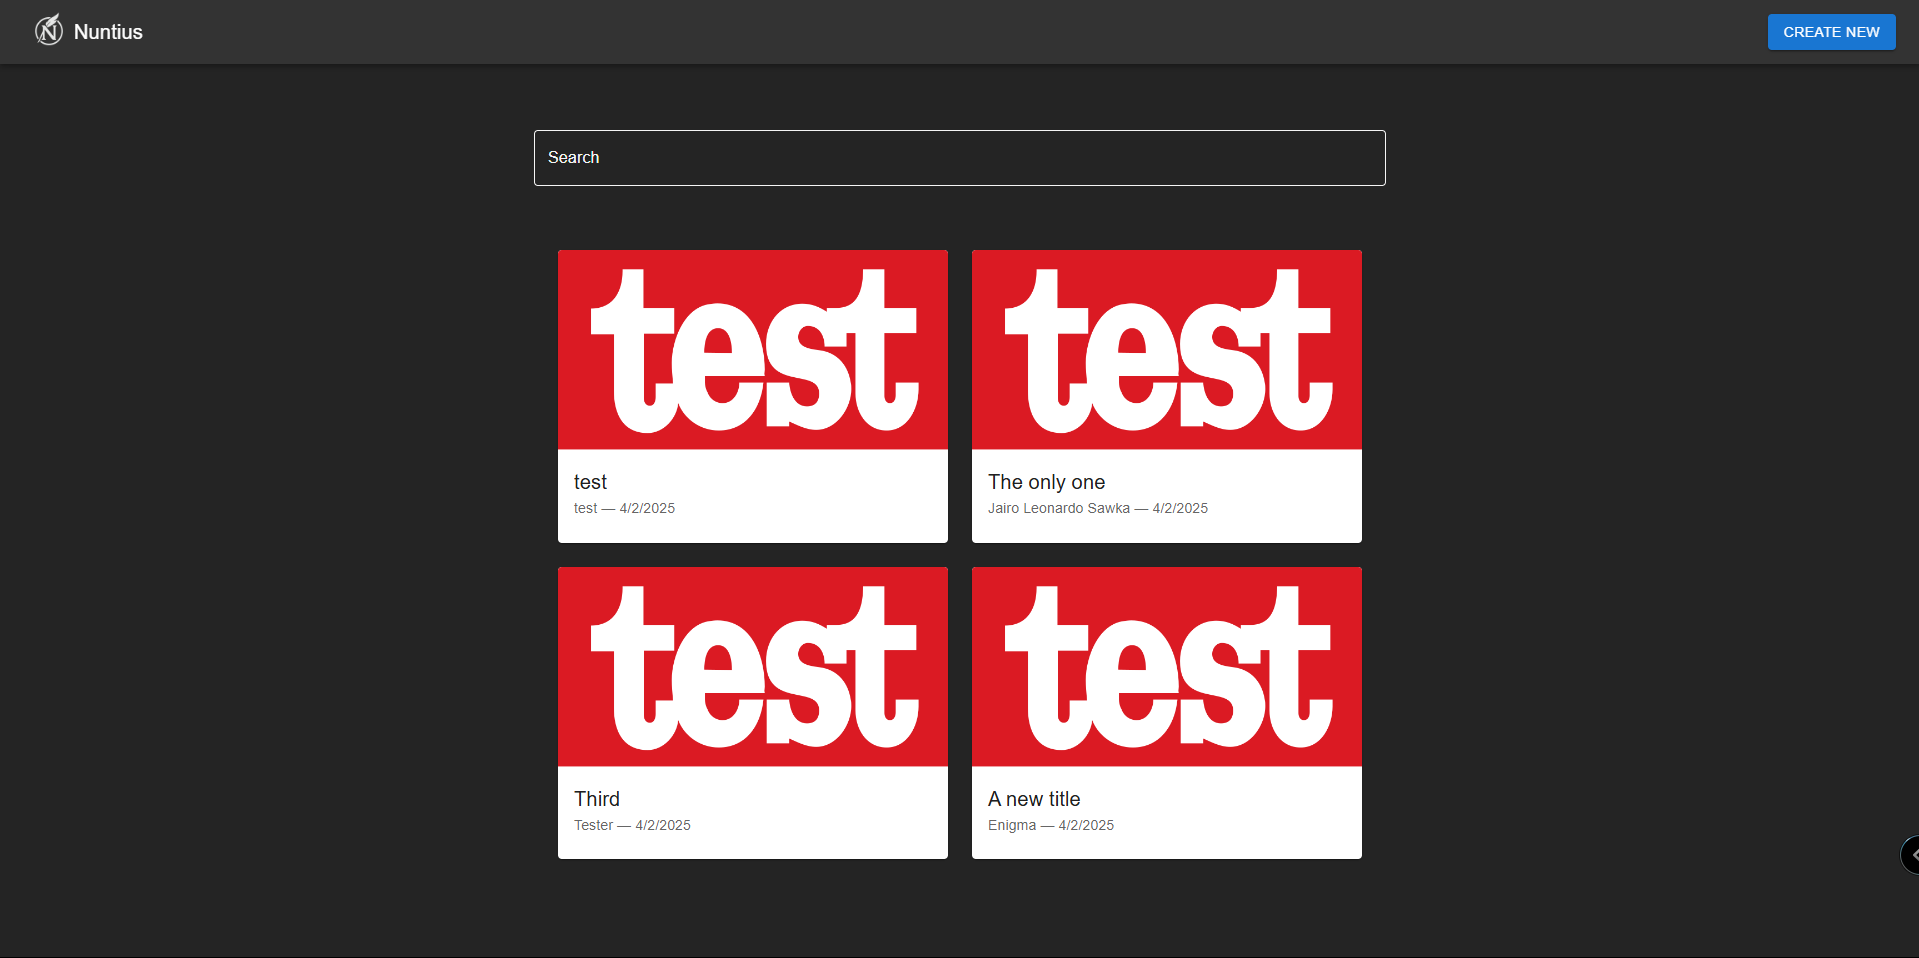 Nuntius
CREATE NEW
Search
test
test
test — 4/2/2025
test
The only one
Jairo Leonardo Sawka — 4/2/2025
test
Third
Tester — 4/2/2025
test
A new title
Enigma — 4/2/2025